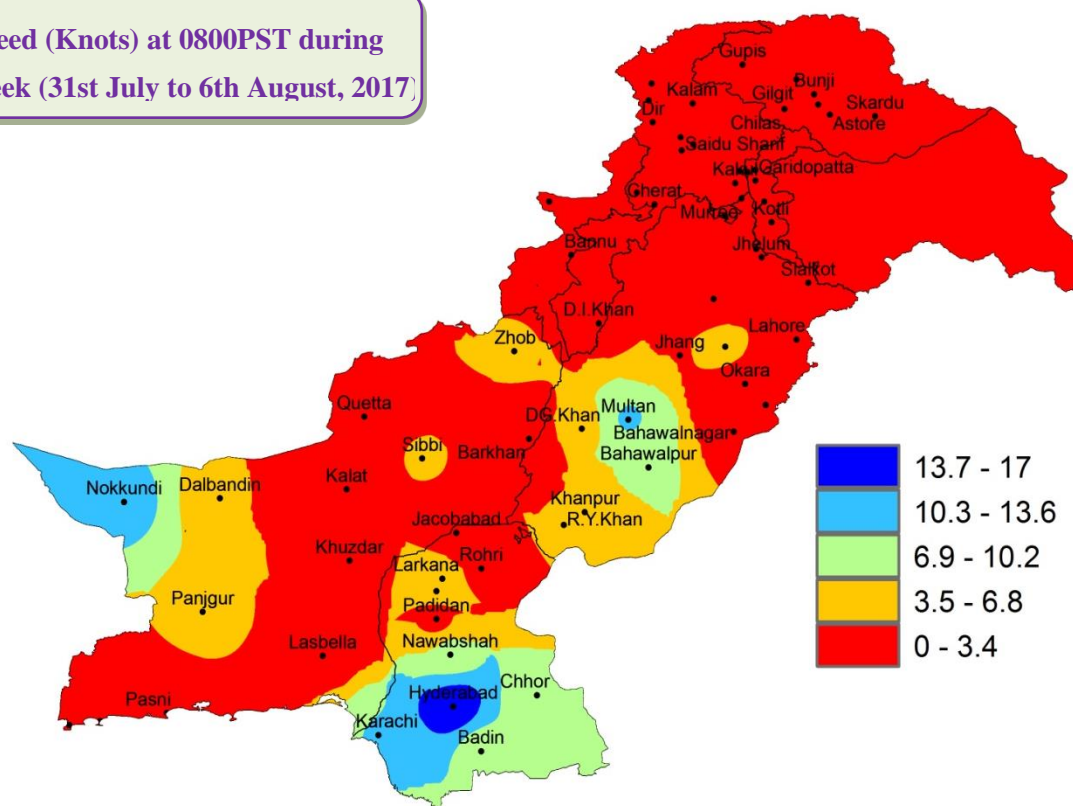 eed (Knots) at 0800PST during
eek (31st July to 6th August, 2017)
Gupis
Bunji
Kalam
Gilgit
Skardu
Dir
Chilas
Astore
Saidu Sharif
Garidopatta
Cherat
Murree
Kotli
Bannu
Jhelum
Sialkot
D.I.Khan
Lahore
Zhob
Jhang
Okara
Quetta
DG.Khan
Multan
Sibbi
Barkhan
Bahawalnagar
Bahawalpur
Nokkundi
Dalbandin
Kalat
Khanpur
R.Y.Khan
Jacobabad
Khuzdar
Larkana
Rohri
Panjgur
Padidan
Lasbella
Nawabshah
Pasni
Hyderabad
Chhor
Karachi
Badin
13.7 - 17
10.3 - 13.6
6.9 - 10.2
3.5 - 6.8
0 - 3.4